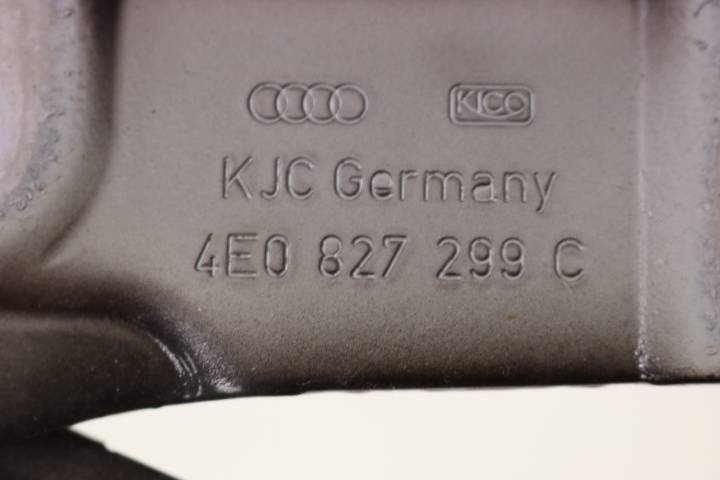 KICO
KJC Germany
4E0 827 299 C